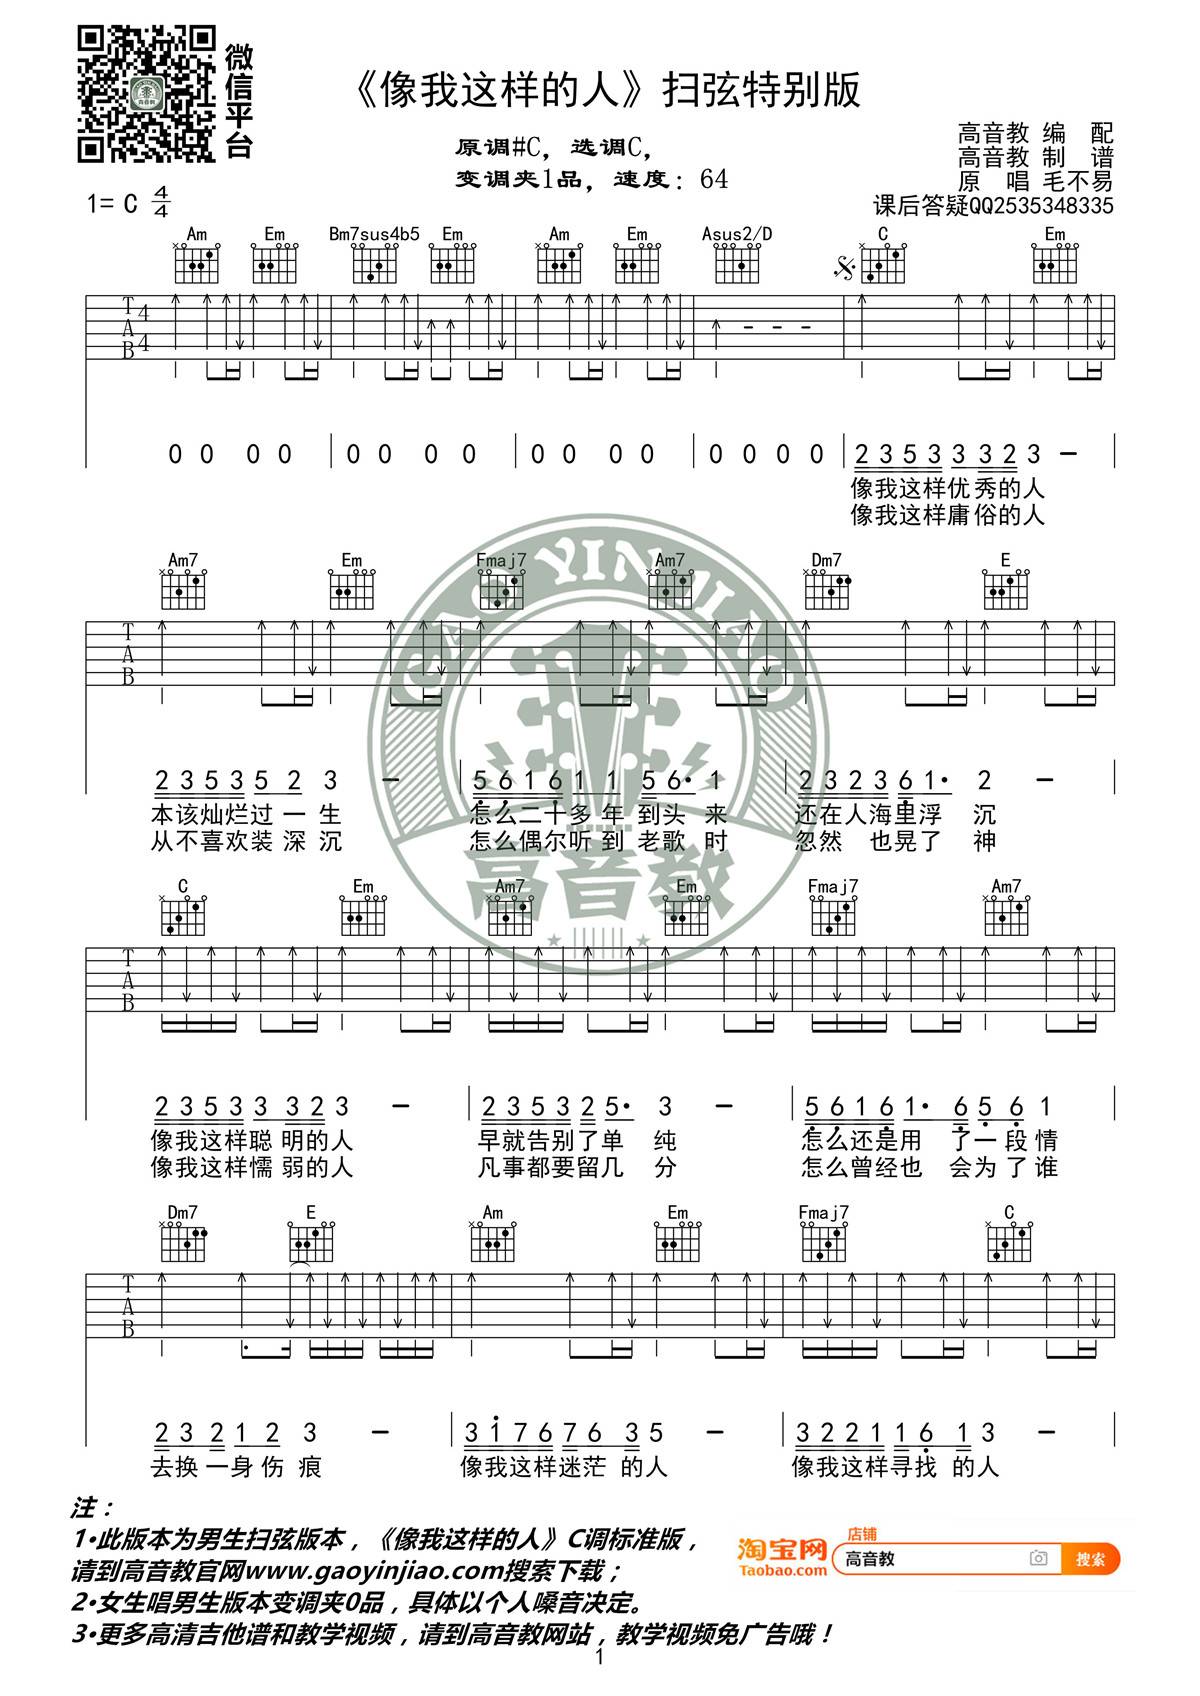 微信平台
《像我这样的人》扫弦特别版
原调#C，选调C，
变调夹1品，速度：64
高音教 编 配
高音教 制 谱
原 唱 毛不易
课后答疑QQ2535348335
1= C 4/4
Am Em Bm7sus4b5 Em Am Em Asus2/D C Em
T
A
B
4
4
0 0 0 0 0 0 0 0 0 0 0 0 0 0 0 0 2 3 5 3 3 3 2 3 –
像我这样优秀的人
像我这样庸俗的人
Am7 Em Fmaj7 Am7 Dm7 E
T
A
B
2 3 5 3 5 2 3 – 5 6 1 6 1 1 5 6· 1 2 3 2 3 6 1· 2 –
本该灿烂过一生 怎么二十多年到头来 还在人海里浮沉
从不喜欢装深沉 怎么偶尔听到老歌时 忽然也晃了神
GAO YIN JIAO
高音教
C Em Am7 Em Fmaj7 Am7
T
A
B
2 3 5 3 3 3 2 3 – 2 3 5 3 2 5· 3 – 5 6 1 6 1· 6 5 6 1
像我这样聪明的人 早就告别了单纯 怎么还是用了一段情
像我这样懦弱的人 凡事都要留几分 怎么曾经也会为了谁
Dm7 E Am Em Fmaj7 C
T
A
B
2 3 2 1 2 3 – 3 1 7 6 7 6 3 5 – 3 2 2 1 1 6 1 3 –
去换一身伤痕 像我这样迷茫的人 像我这样寻找的人
注：
1•此版本为男生扫弦版本，《像我这样的人》C调标准版，
请到高音教官网www.gaoyinjiao.com搜索下载；
2•女生唱男生版本变调夹0品，具体以个人嗓音决定。
3•更多高清吉他谱和教学视频，请到高音教网站，教学视频免广告哦！
淘宝网
Taobao.com
店铺
高音教
搜索
1